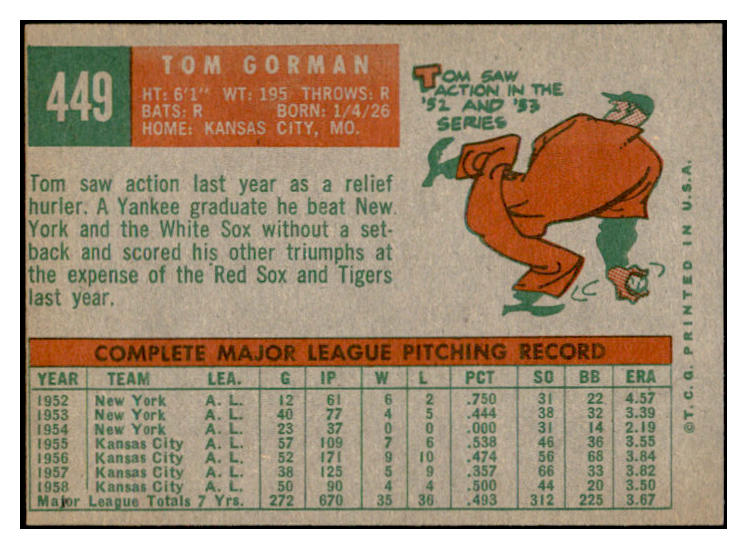 449
TOM GORMAN
HT: 6'1" WT: 195 THROWS: R
BATS: R BORN: 1/4/26
HOME: KANSAS CITY, MO.
TOM SAW
ACTION IN THE
'52 AND '53
SERIES
Tom saw action last year as a relief
hurler. A Yankee graduate he beat New
York and the White Sox without a set-
back and scored his other triumphs at
the expense of the Red Sox and Tigers
last year.
COMPLETE MAJOR LEAGUE PITCHING RECORD
YEAR TEAM LEA. G IP W L PCT SO BB ERA
1952 New York A. L. 12 61 6 2 .750 31 22 4.57
1953 New York A. L. 40 77 4 5 .444 38 32 3.39
1954 New York A. L. 23 37 0 0 .000 31 14 2.19
1955 Kansas City A. L. 57 109 7 6 .538 46 36 3.55
1956 Kansas City A. L. 52 171 9 10 .474 56 68 3.84
1957 Kansas City A. L. 38 125 5 9 .357 66 33 3.82
1958 Kansas City A. L. 50 90 4 4 .500 44 20 3.50
Major League Totals 7 Yrs. 272 670 35 36 .493 312 225 3.67
© T. C. G. PRINTED IN U.S.A.